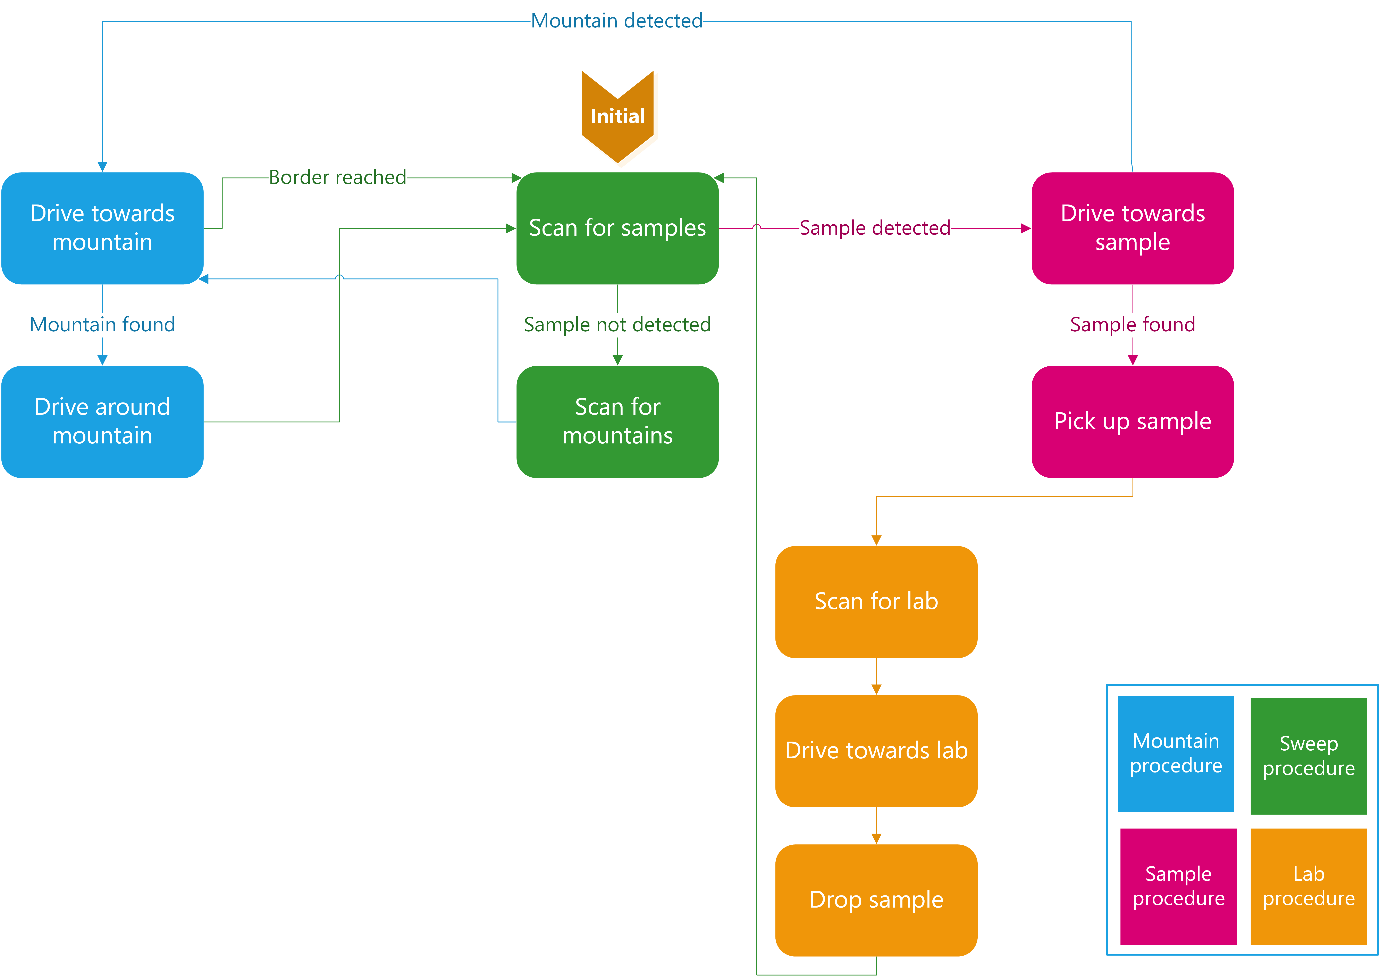 Mountain detected
Initial
Border reached
Drive towards
mountain
Scan for samples
Sample detected
Drive towards
sample
Mountain found
Sample not detected
Sample found
Drive around
mountain
Scan for
mountains
Pick up sample
Scan for lab
Drive towards lab
Drop sample
Mountain
procedure
Sweep
procedure
Sample
procedure
Lab
procedure